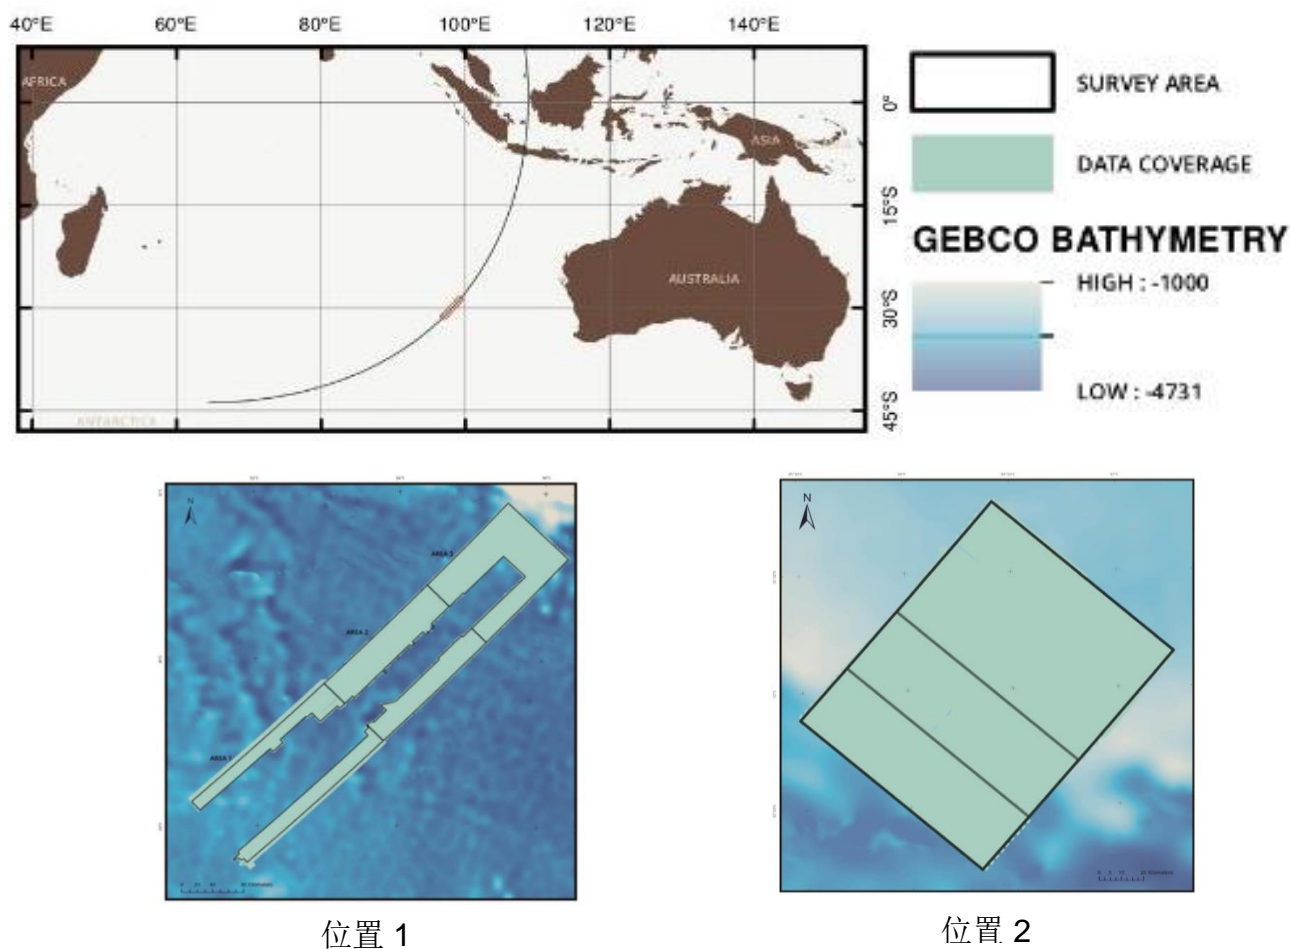 40°E 60°E 80°E 100°E 120°E 140°E
AFRICA
ASIA
AUSTRALIA
ANTARCTICA
0°
15°S
30°S
45°S
SURVEY AREA
DATA COVERAGE
GEBCO BATHYMETRY
HIGH : -1000
LOW : -4731
N
AREA 3
AREA 2
AREA 1
位置 1
N
位置 2